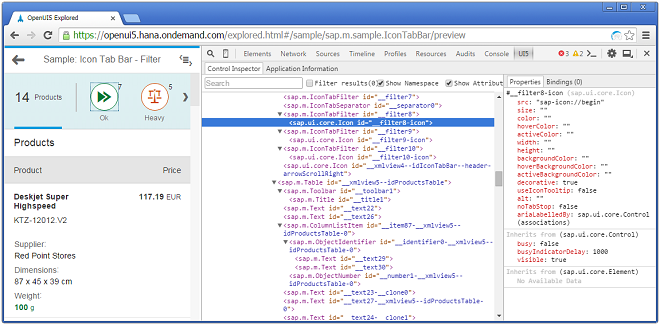 OpenUI5 Explored
https://openui5.hana.ondemand.com/explored.html#/sample/sap.m.sample.IconTabBar/preview
Sample: Icon Tab Bar - Filter
14 Products
7
Ok
5
Heavy
Products
Product Price
Deskjet Super Highspeed 117.19 EUR
KTZ-12012.V2
Supplier:
Red Point Stores
Dimensions:
87 x 45 x 39 cm
Weight:
100 g
Elements Network Sources Timeline Profiles Resources Audits Console UI5 3 2
Control Inspector Application Information
Search Filter results(0) Show Namespace Show Attribut
<sap.m.IconTabFilter id="__filter7">
<sap.m.IconTabSeparator id="__separator0">
<sap.m.IconTabFilter id="__filter8">
<sap.ui.core.Icon id="__filter8-icon">
<sap.m.IconTabFilter id="__filter9">
<sap.ui.core.Icon id="__filter9-icon">
<sap.m.IconTabFilter id="__filter10">
<sap.ui.core.Icon id="__filter10-icon">
<sap.ui.core.Icon id="__xmlview4--idIconTabBar--header-
arrowScrollRight">
<sap.m.Table id="__xmlview5--idProductsTable">
<sap.m.Toolbar id="__toolbar1">
<sap.m.Title id="__title1">
<sap.m.Text id="__text22">
<sap.m.Text id="__text26">
<sap.m.ColumnListItem id="__item87-__xmlview5--
idProductsTable-0">
<sap.m.ObjectIdentifier id="__identifier0-__xmlview5--
idProductsTable-0">
<sap.m.Text id="__text29">
<sap.m.Text id="__text30">
<sap.m.ObjectNumber id="__number1-__xmlview5--
idProductsTable-0">
<sap.m.Text id="__text23-__clone0">
<sap.m.Text id="__text27-__xmlview5--
idProductsTable-0">
<sap.m.Text id="__text24-__clone1">
Properties Bindings (0)
#__filter8-icon (sap.ui.core.Icon)
src: "sap-icon://begin"
size: ""
color: ""
hoverColor: ""
activeColor: ""
width: ""
height: ""
backgroundColor: ""
hoverBackgroundColor: ""
activeBackgroundColor: ""
decorative: true
useIconTooltip: false
alt: ""
noTabStop: false
ariaLabelledBy: sap.ui.core.Control
(associations)
Inherits from (sap.ui.core.Control)
busy: false
busyIndicatorDelay: 1000
visible: true
Inherits from (sap.ui.core.Element)
No Available Data